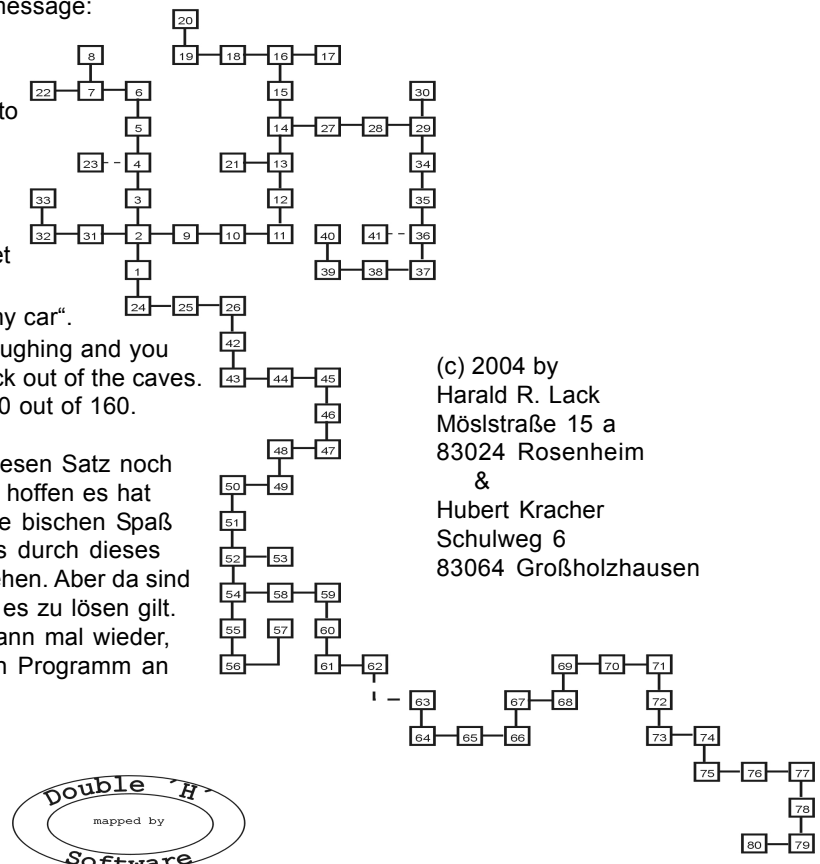 message:
20
19 18 16 17
8
22 7 6 15 30
to
5 14 27 28 29
23 4 21 13 34
33 3 12 35
32 31 2 9 10 11 40 41 36
et
1 39 38 37
24 25 26
my car“.
ughing and you
42
ck out of the caves.
43 44 45
0 out of 160.
46
48 47
iesen Satz noch
50 49
hoffen es hat
e bischen Spaß
51
s durch dieses
52 53
ehen. Aber da sind
54 58 59
es zu lösen gilt.
55 57 60
ann mal wieder,
56 61 62
n Programm an
(c) 2004 by
Harald R. Lack
Möslstraße 15 a
83024 Rosenheim
&
Hubert Kracher
Schulweg 6
83064 Großholzhausen
69 70 71
63 67 68 72
64 65 66 73 74
75 76 77
78
80 79
Double 'H'
mapped by
Software